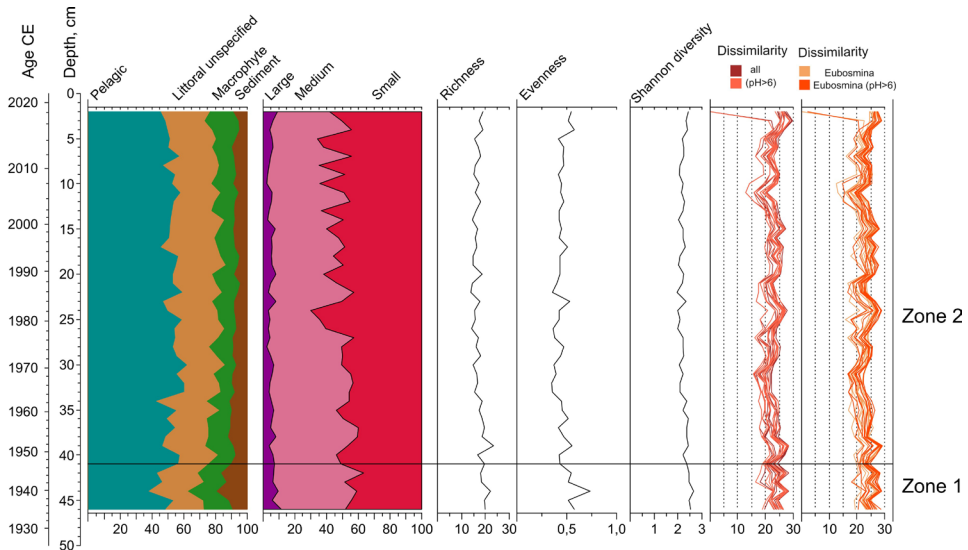 Age CE
Depth, cm
Pelagic
Littoral unspecified
Macrophyte
Sediment
Large
Medium
Small
Richness
Evenness
Shannon diversity
Dissimilarity
all
(pH>6)
Dissimilarity
Eubosmina
Eubosmina (pH>6)
2020
2010
2000
1990
1980
1970
1960
1950
1940
1930
0
5
10
15
20
25
30
35
40
45
50
Zone 2
Zone 1
20 40 60 80 100
20 40 60 80 100
0 10 20 30
0,5 1,0
0 1 2 3
0 10 20 30
0 10 20 30